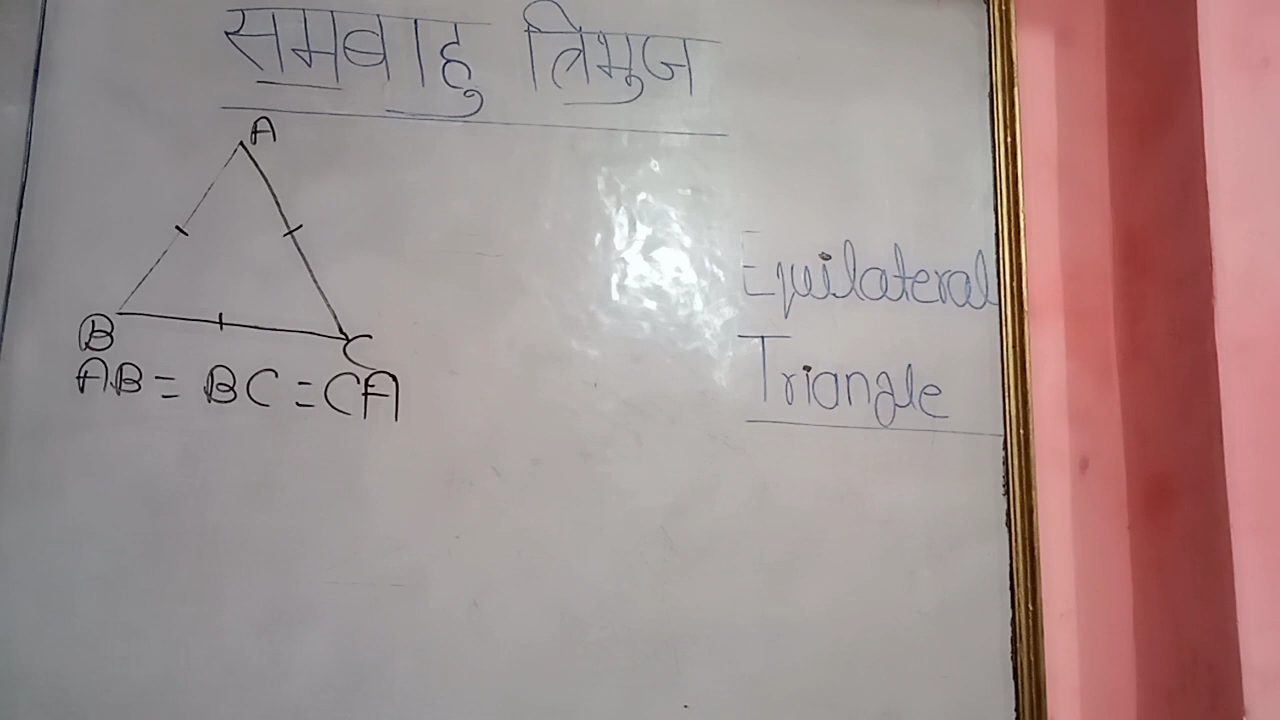 समबाहु त्रिभुज
A
B
C
AB = BC = CA
Equilateral
Triangle